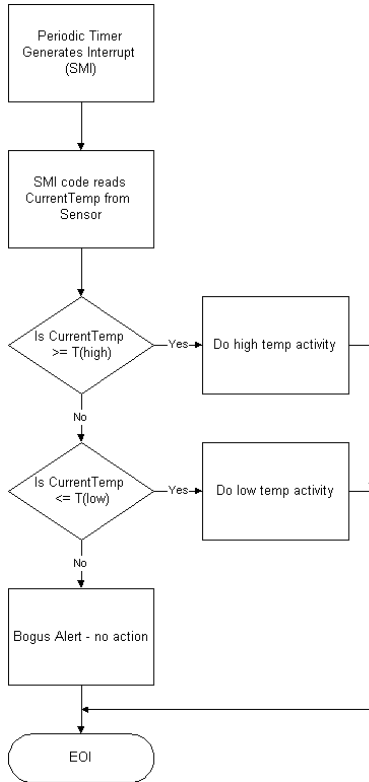 Periodic Timer
Generates Interrupt
(SMI)
SMI code reads
CurrentTemp from
Sensor
Is CurrentTemp
>= T(high)
Yes
Do high temp activity
No
Is CurrentTemp
<= T(low)
Yes
Do low temp activity
No
Bogus Alert - no action
EOI